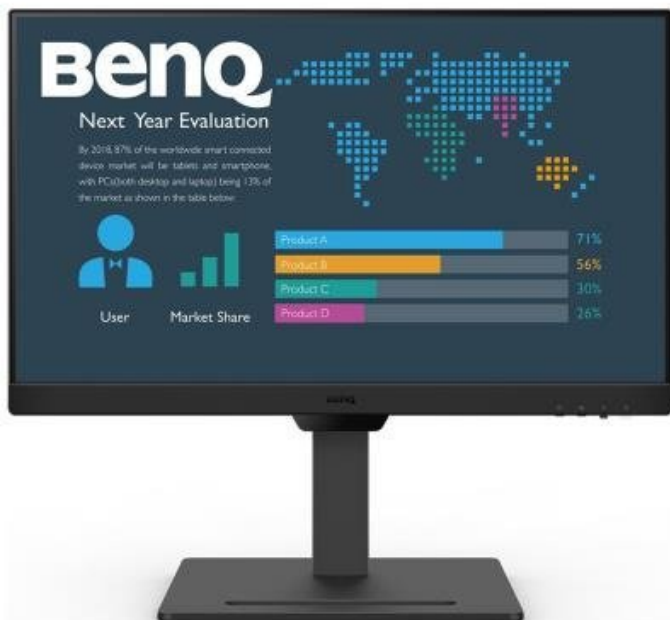 BenQ
Next Year Evaluation
By 2018, 87% of the worldwide smart connected
device market will be tablets and smartphone,
with PCs(both desktop and laptop) being 13% of
the market as shown in the table below:
Product A 71%
Product B 56%
Product C 30%
Product D 26%
User
Market Share
BenQ